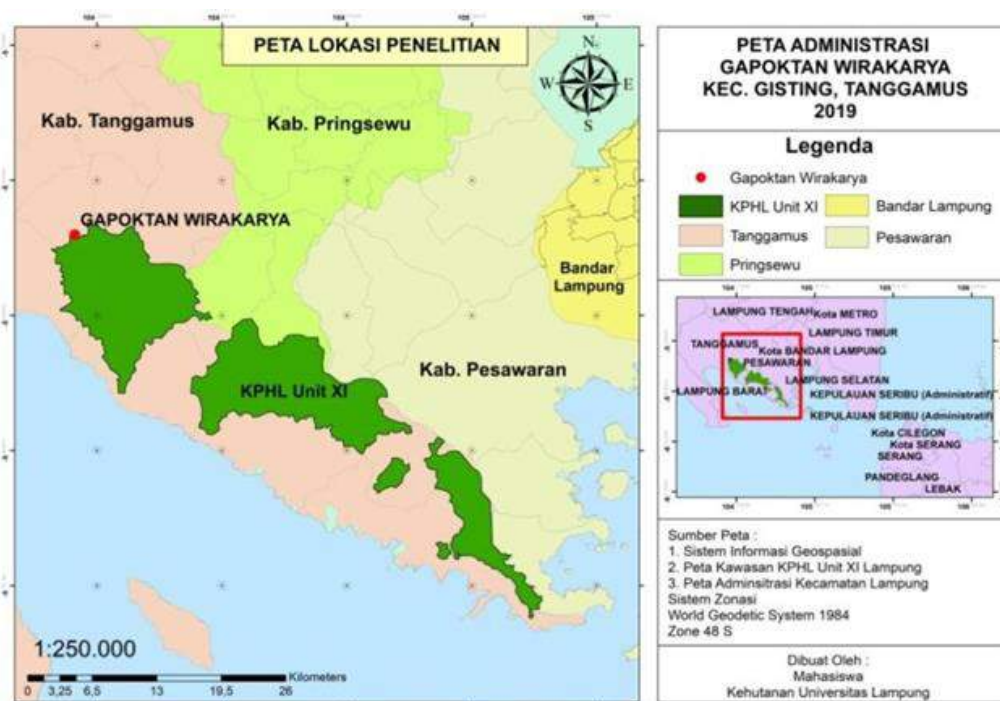 PETA LOKASI PENELITIAN
N
W E
S
Kab. Tanggamus
Kab. Pringsewu
GAPOKTAN WIRAKARYA
Bandar
Lampung
Kab. Pesawaran
KPHL Unit XI
1:250.000
Kilometers
0 3,25 6,5 13 19,5 26
PETA ADMINISTRASI
GAPOKTAN WIRAKARYA
KEC. GISTING, TANGGAMUS
2019
Legenda
Gapoktan Wirakarya
KPHL Unit XI
Bandar Lampung
Tanggamus
Pesawaran
Pringsewu
LAMPUNG TENGAH
Kota METRO
LAMPUNG TIMUR
TANGGAMUS
Kota BANDAR LAMPUNG
PESAWARAN
LAMPUNG SELATAN
LAMPUNG BARAT
KEPULAUAN SERIBU (Administratif)
KEPULAUAN SERIBU (Administratif)
Kota CILEGON
Kota SERANG
SERANG
PANDEGLANG
LEBAK
Sumber Peta :
1. Sistem Informasi Geospasial
2. Peta Kawasan KPHL Unit XI Lampung
3. Peta Adminsitrasi Kecamatan Lampung
Sistem Zonasi
World Geodetic System 1984
Zone 48 S
Dibuat Oleh :
Mahasiswa
Kehutanan Universitas Lampung